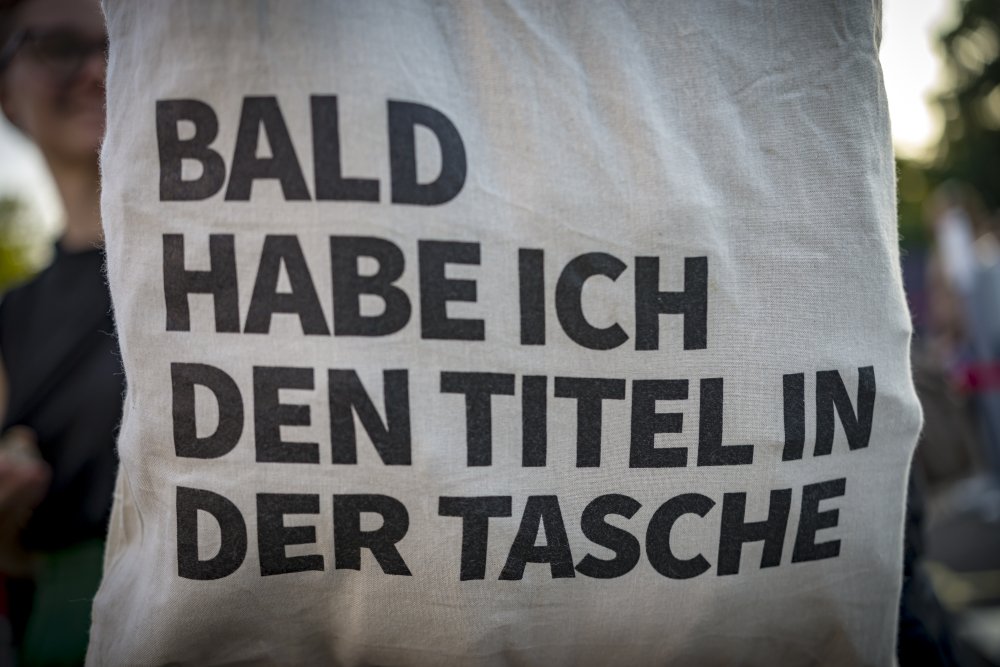 BALD
HABE ICH
DEN TITEL IN
DER TASCHE